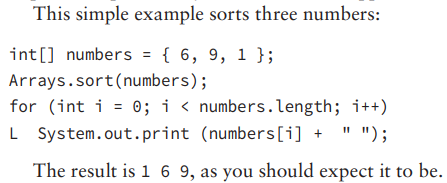 This simple example sorts three numbers:
int[] numbers = { 6, 9, 1 };
Arrays.sort(numbers);
for (int i = 0; i < numbers.length; i++)
L System.out.print (numbers[i] + " ");
The result is 1 6 9, as you should expect it to be.